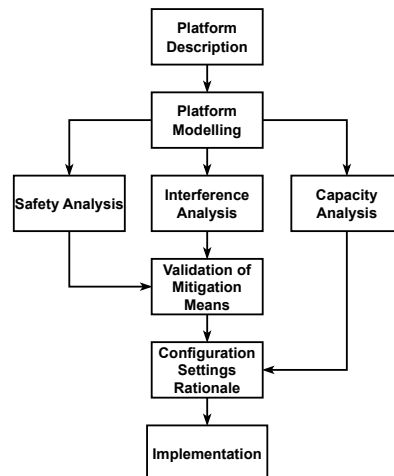 Platform
Description
Platform
Modelling
Safety Analysis
Interference
Analysis
Capacity
Analysis
Validation of
Mitigation
Means
Configuration
Settings
Rationale
Implementation